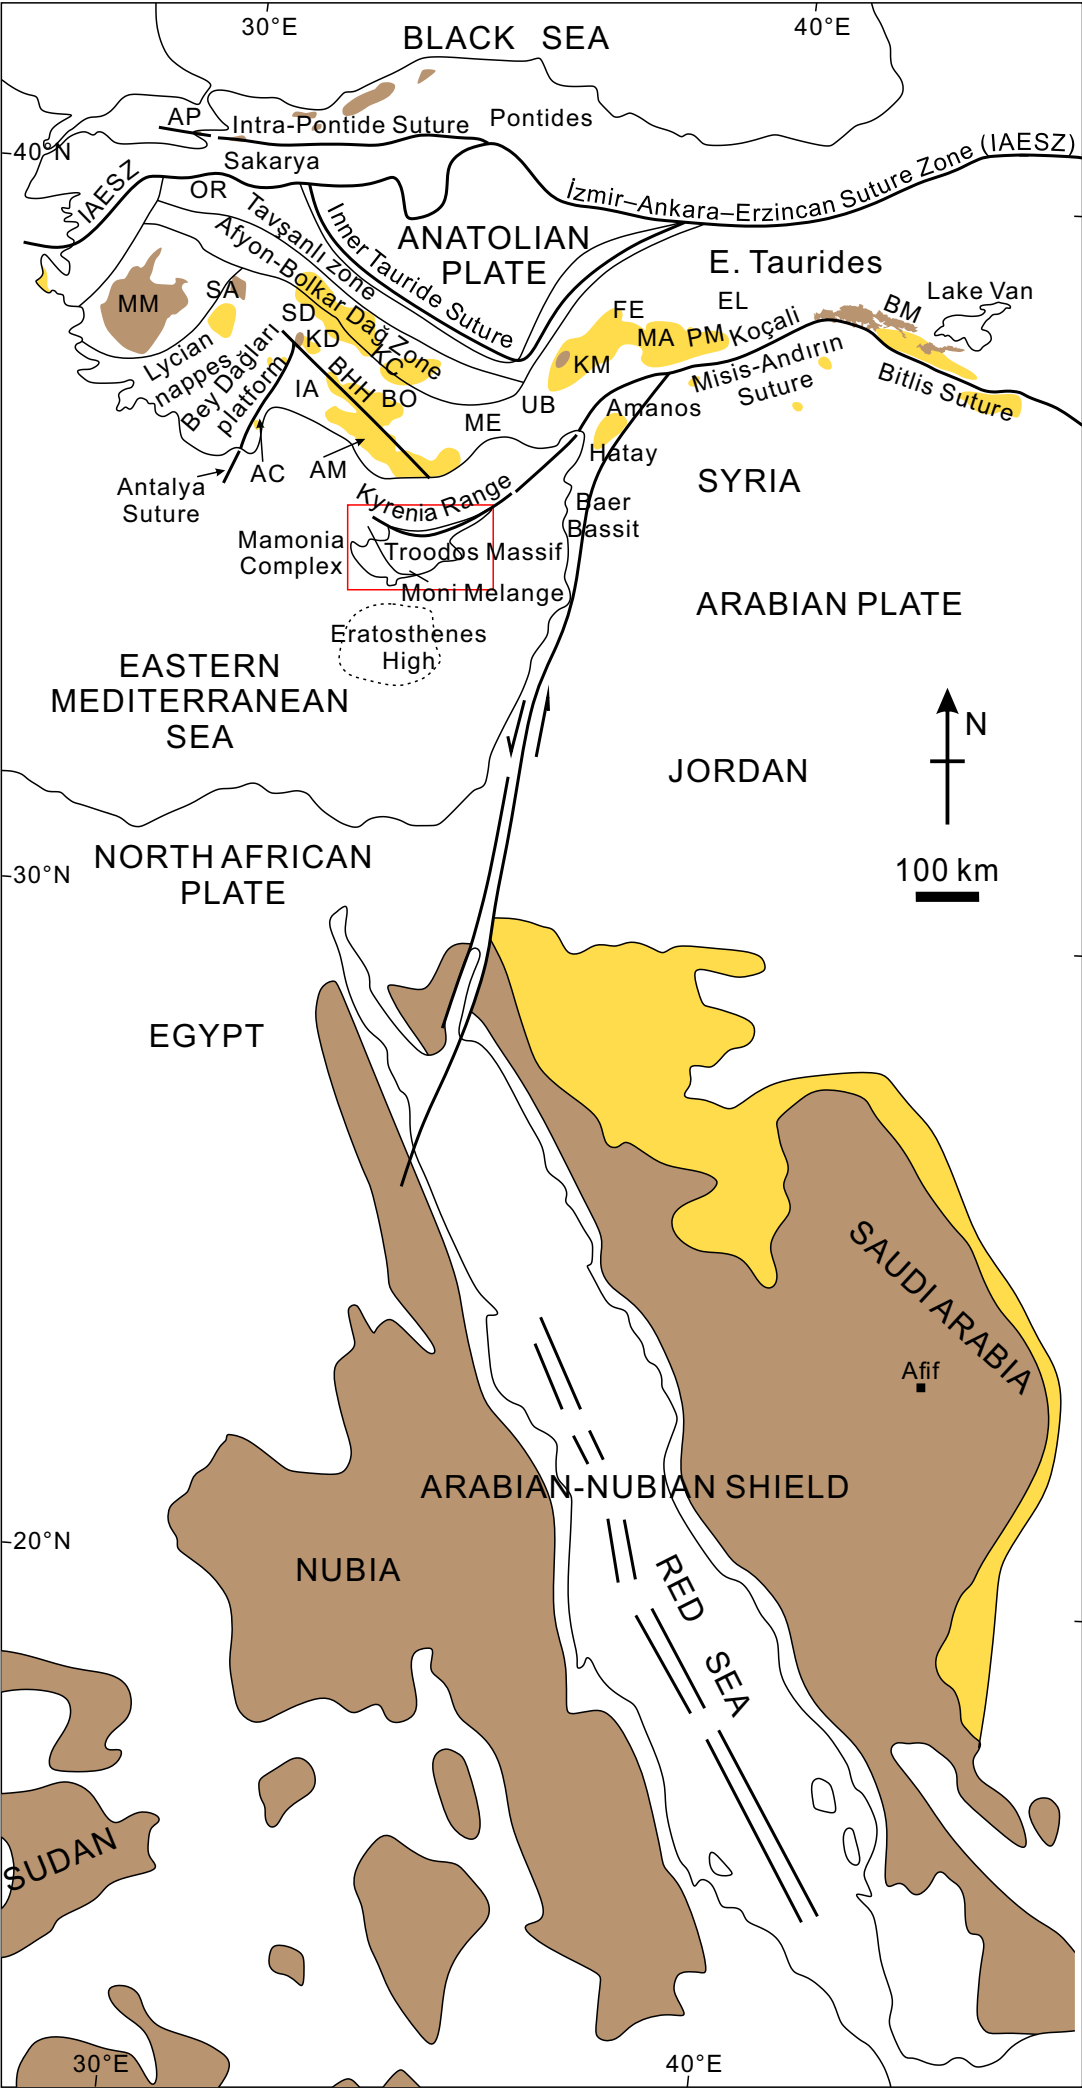 30°E
40°E
BLACK SEA
AP
Intra-Pontide Suture
Pontides
40°N
Sakarya
İzmir–Ankara–Erzincan Suture Zone (IAESZ)
IAESZ
OR
Tavşanlı zone
Inner Tauride Suture
ANATOLIAN
PLATE
Afyon-Bolkar Dağ Zone
E. Taurides
MM
SA
SD
KD
KC
FE
EL
BM
Lake Van
MA
PM
Koçali
KM
Lycian
nappes
Bey Dağları
platform
IA
BHH
BO
UB
ME
Misis-Andırın
Suture
Bitlis Suture
Amanos
Hatay
AC
AM
Antalya
Suture
Kyrenia Range
SYRIA
Baer
Bassit
Mamonia
Complex
Troodos Massif
Moni Melange
Eratosthenes
High
ARABIAN PLATE
EASTERN
MEDITERRANEAN
SEA
N
JORDAN
100 km
NORTH AFRICAN
PLATE
30°N
EGYPT
SAUDI ARABIA
Afif
ARABIAN-NUBIAN SHIELD
20°N
NUBIA
RED SEA
SUDAN
30°E
40°E